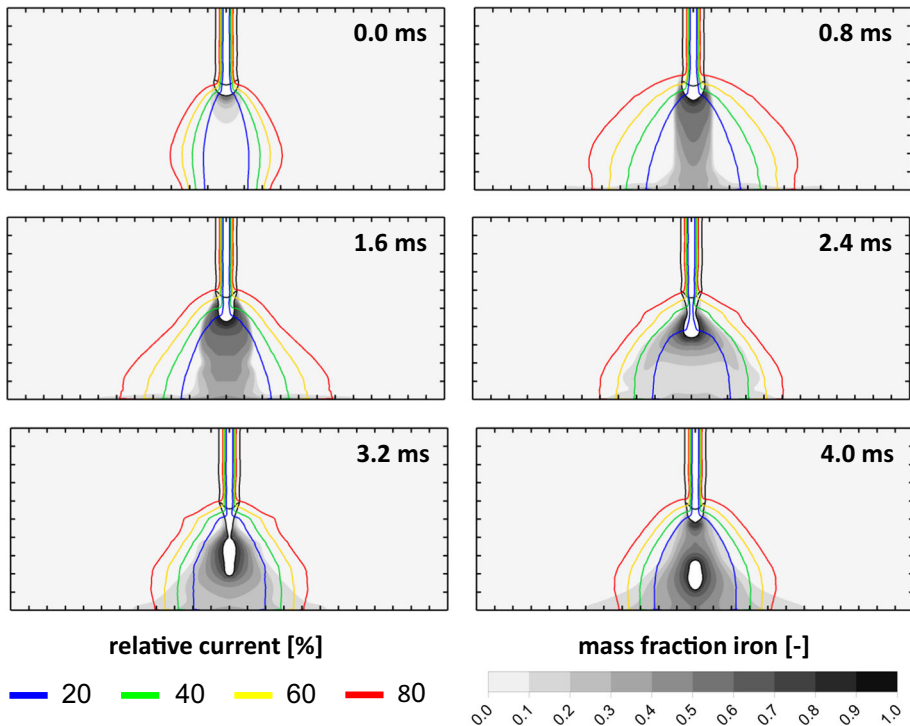 0.0 ms
0.8 ms
1.6 ms
2.4 ms
3.2 ms
4.0 ms
relative current [%]
mass fraction iron [-]
20 40 60 80
0.0 0.1 0.2 0.3 0.4 0.5 0.6 0.7 0.8 0.9 1.0